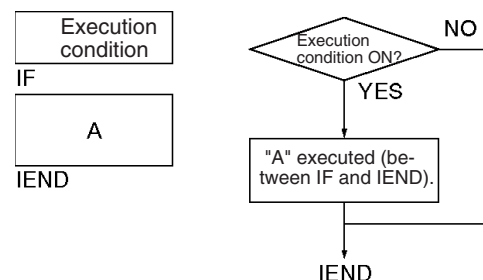 Execution
condition
IF
A
IEND
Execution
condition ON?
NO
YES
"A" executed (be-
tween IF and IEND).
IEND